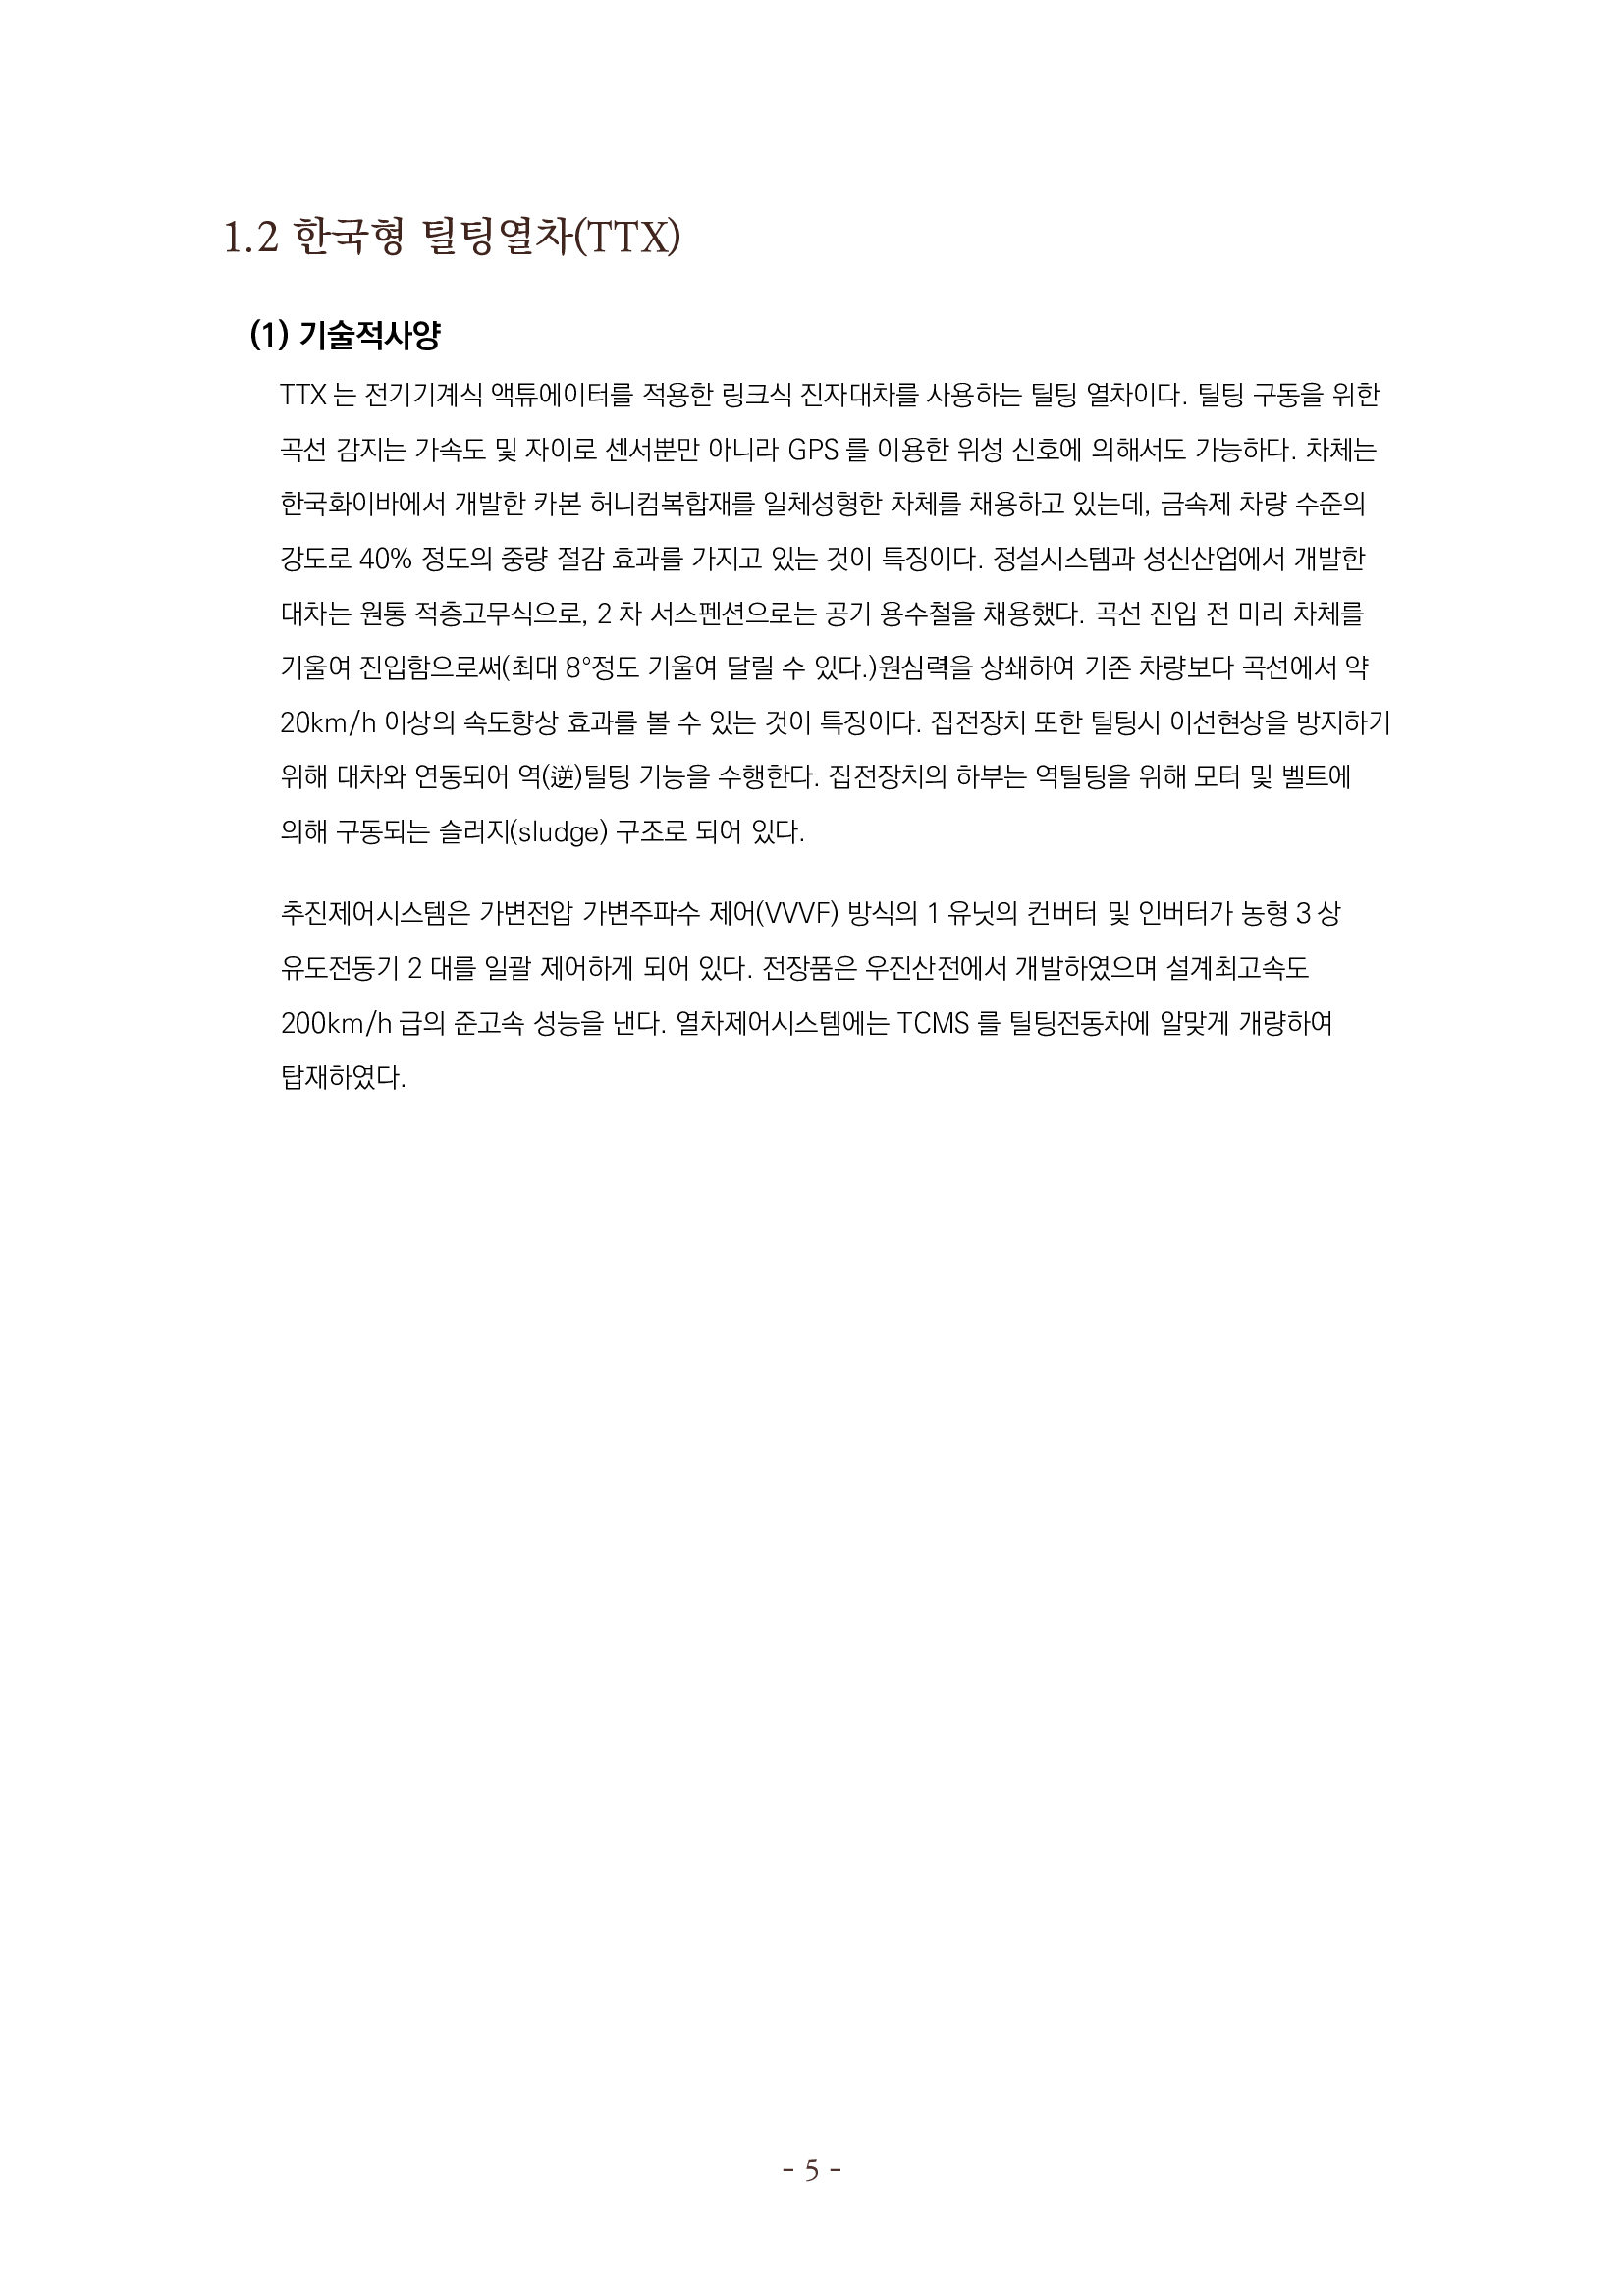 1.2 한국형 틸팅열차(TTX)
(1) 기술적사양
TTX 는 전기기계식 액튜에이터를 적용한 링크식 진자대차를 사용하는 틸팅 열차이다. 틸팅 구동을 위한
곡선 감지는 가속도 및 자이로 센서뿐만 아니라 GPS 를 이용한 위성 신호에 의해서도 가능하다. 차체는
한국화이바에서 개발한 카본 허니컴복합재를 일체성형한 차체를 채용하고 있는데, 금속제 차량 수준의
강도로 40% 정도의 중량 절감 효과를 가지고 있는 것이 특징이다. 정설시스템과 성신산업에서 개발한
대차는 원통 적층고무식으로, 2 차 서스펜션으로는 공기 용수철을 채용했다. 곡선 진입 전 미리 차체를
기울여 진입함으로써(최대 8°정도 기울여 달릴 수 있다.)원심력을 상쇄하여 기존 차량보다 곡선에서 약
20km/h 이상의 속도향상 효과를 볼 수 있는 것이 특징이다. 집전장치 또한 틸팅시 이선현상을 방지하기
위해 대차와 연동되어 역(逆)틸팅 기능을 수행한다. 집전장치의 하부는 역틸팅을 위해 모터 및 벨트에
의해 구동되는 슬러지(sludge) 구조로 되어 있다.
추진제어시스템은 가변전압 가변주파수 제어(VVVF) 방식의 1 유닛의 컨버터 및 인버터가 농형 3 상
유도전동기 2 대를 일괄 제어하게 되어 있다. 전장품은 우진산전에서 개발하였으며 설계최고속도
200km/h 급의 준고속 성능을 낸다. 열차제어시스템에는 TCMS 를 틸팅전동차에 알맞게 개량하여
탑재하였다.
- 5 -